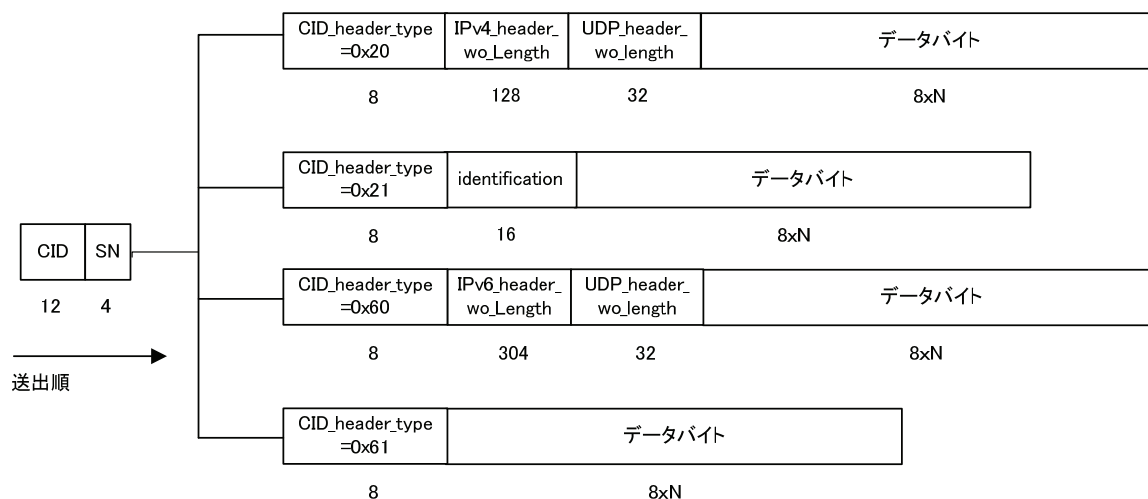 CID_header_type
=0x20
IPv4_header_
wo_Length
UDP_header_
wo_length
データバイト
8
128
32
8xN
CID_header_type
=0x21
identification
データバイト
8
16
8xN
CID
SN
12
4
送出順
CID_header_type
=0x60
IPv6_header_
wo_Length
UDP_header_
wo_length
データバイト
8
304
32
8xN
CID_header_type
=0x61
データバイト
8
8xN